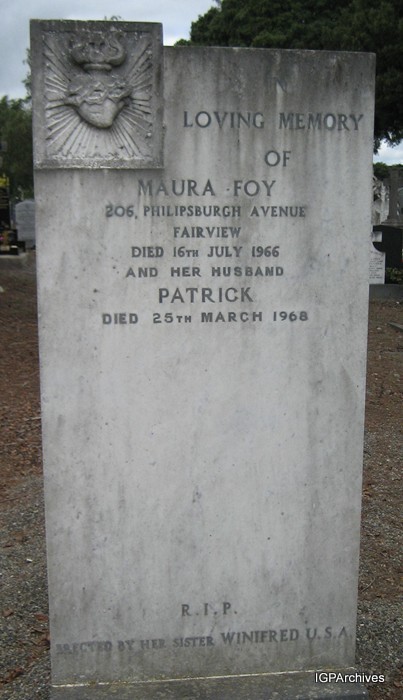 IN
LOVING MEMORY
OF
MAURA FOY
206, PHILIPSBURGH AVENUE
FAIRVIEW
DIED 16TH JULY 1966
AND HER HUSBAND
PATRICK
DIED 25TH MARCH 1968
R.I.P.
ERECTED BY HER SISTER WINIFRED U.S.A.
IGPArchives